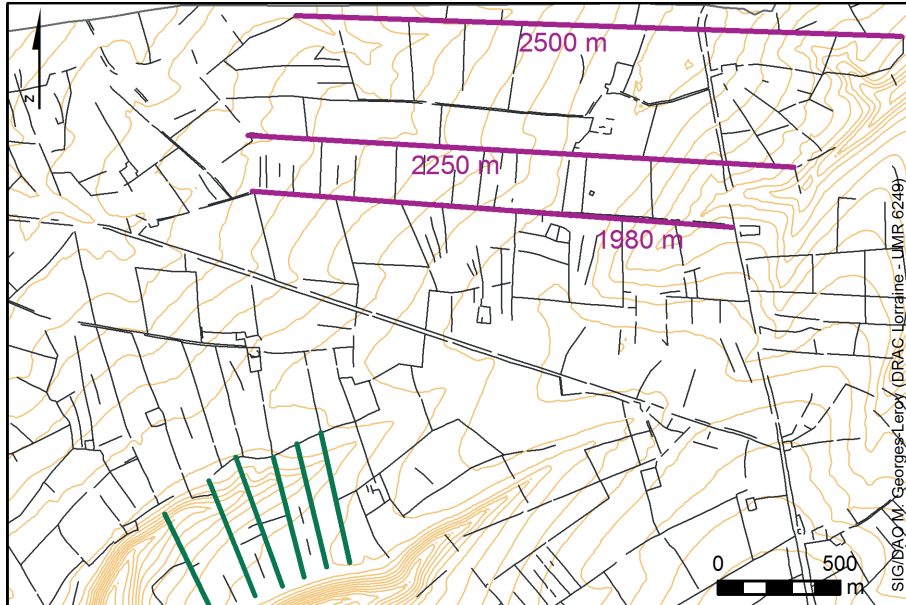 2500 m
N
2250 m
1980 m
0 500
m
SIG/DAO M. Georges-Leroy (DRAC Lorraine - UMR 6249)